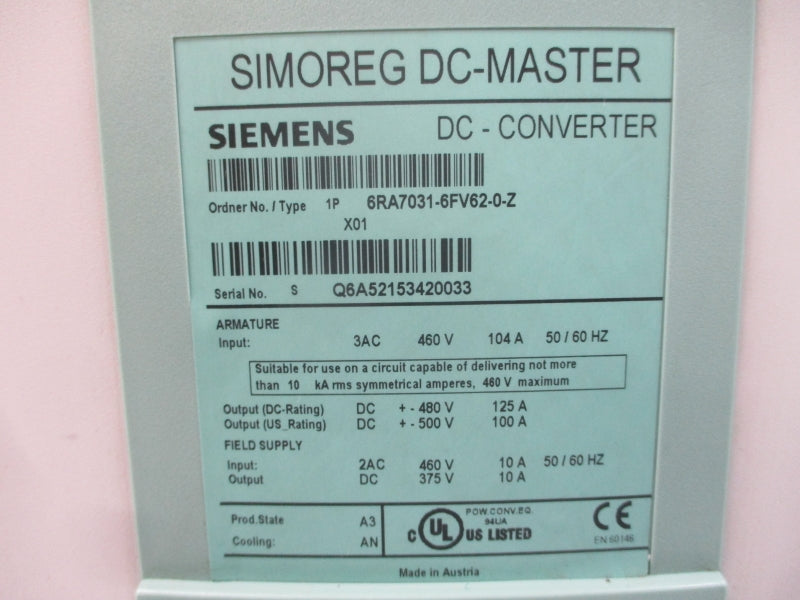 SIMOREG DC-MASTER
SIEMENS DC - CONVERTER
Ordner No. / Type 1P 6RA7031-6FV62-0-Z
X01
Serial No. S Q6A52153420033
ARMATURE
Input: 3AC 460 V 104 A 50 / 60 HZ
Suitable for use on a circuit capable of delivering not more
than 10 kA rms symmetrical amperes, 460 V maximum
Output (DC-Rating) DC + - 480 V 125 A
Output (US_Rating) DC + - 500 V 100 A
FIELD SUPPLY
Input: 2AC 460 V 10 A 50 / 60 HZ
Output DC 375 V 10 A
Prod.State A3
Cooling: AN
POW.CONV.EQ.
94UA
C UL US LISTED
CE
EN 60146
Made in Austria